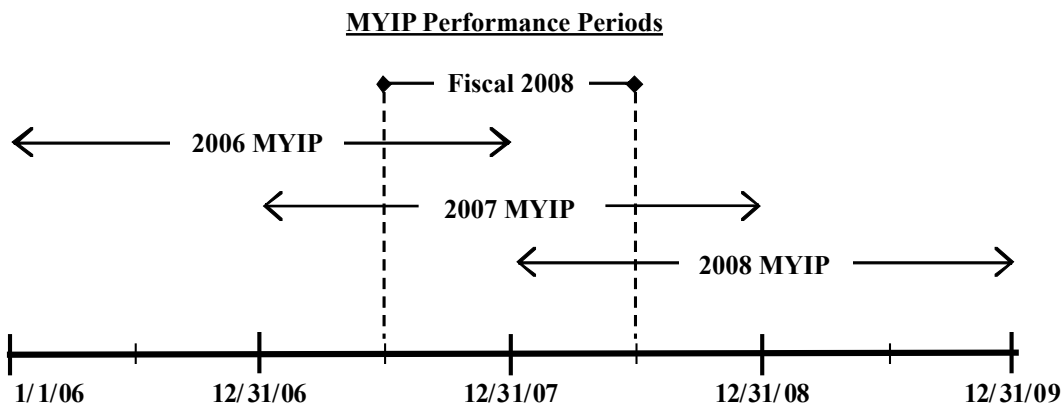 MYIP Performance Periods
Fiscal 2008
2006 MYIP
2007 MYIP
2008 MYIP
1/1/06 12/31/06 12/31/07 12/31/08 12/31/09